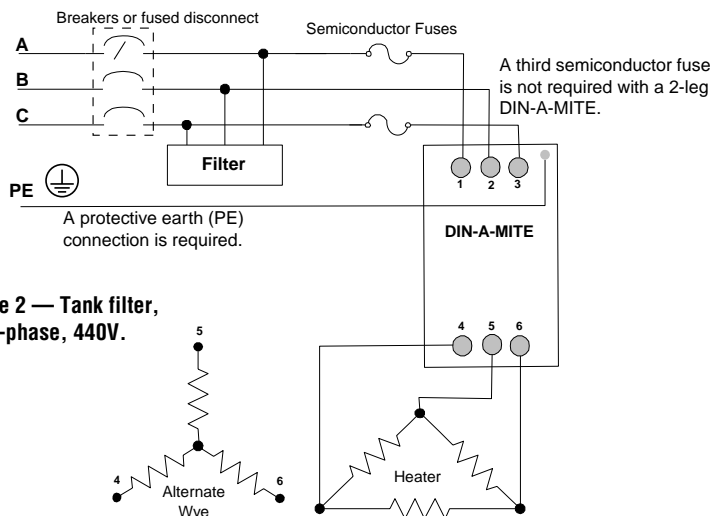 Breakers or fused disconnect
Semiconductor Fuses
A
B
C
A third semiconductor fuse
is not required with a 2-leg
DIN-A-MITE.
Filter
1 2 3
PE
A protective earth (PE)
connection is required.
DIN-A-MITE
e 2 — Tank filter,
-phase, 440V.
4 5 6
5
4
6
Alternate
Wye
Heater